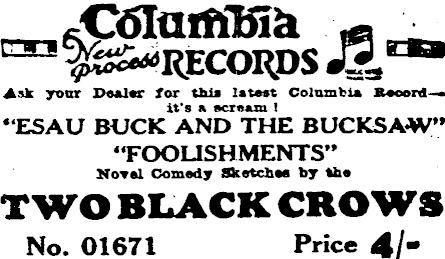 Columbia
New
process RECORDS
Ask your Dealer for this latest Columbia Record—
it's a scream !
“ESAU BUCK AND THE BUCKSAW”
“FOOLISHMENTS”
Novel Comedy Sketches by the
TWO BLACK CROWS
No. 01671 Price 4/-